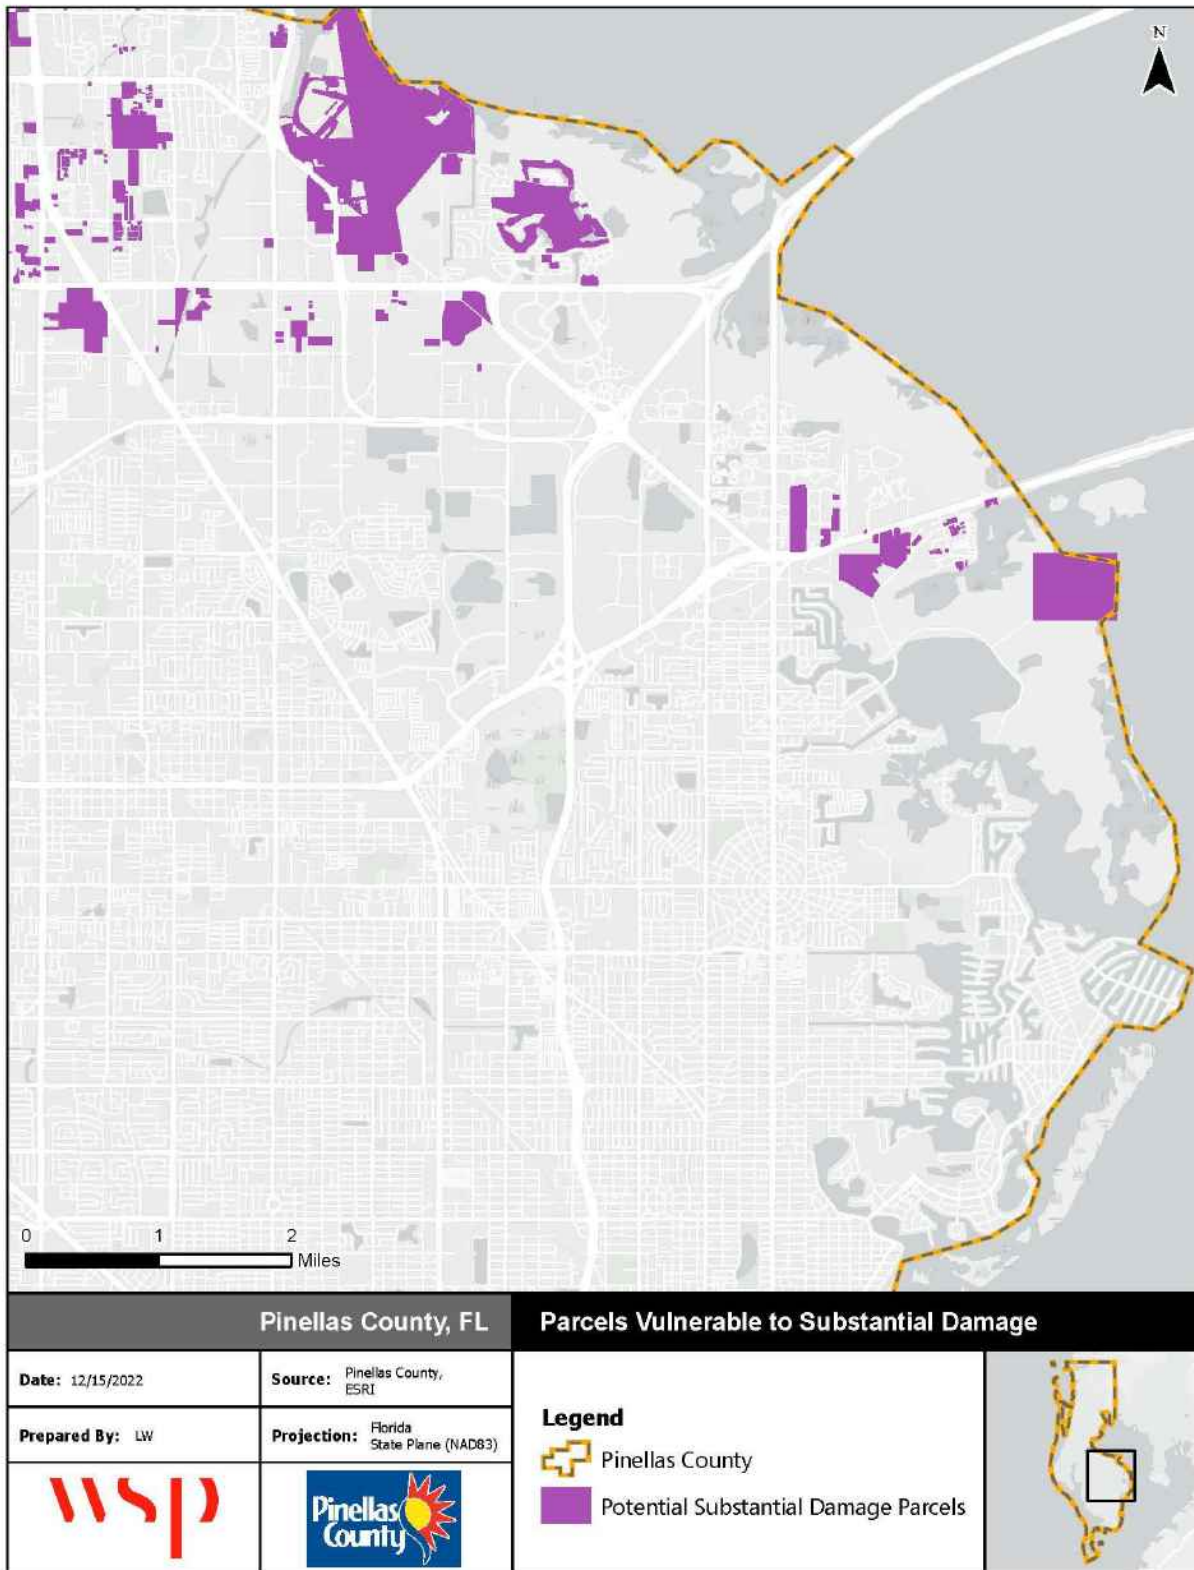 N
0 1 2
Miles
Pinellas County, FL
Parcels Vulnerable to Substantial Damage
Date: 12/15/2022
Source: Pinellas County,
ESRI
Prepared By: LW
Projection: Florida
State Plane (NAD83)
Legend
Pinellas County
Potential Substantial Damage Parcels
wsp
Pinellas
County